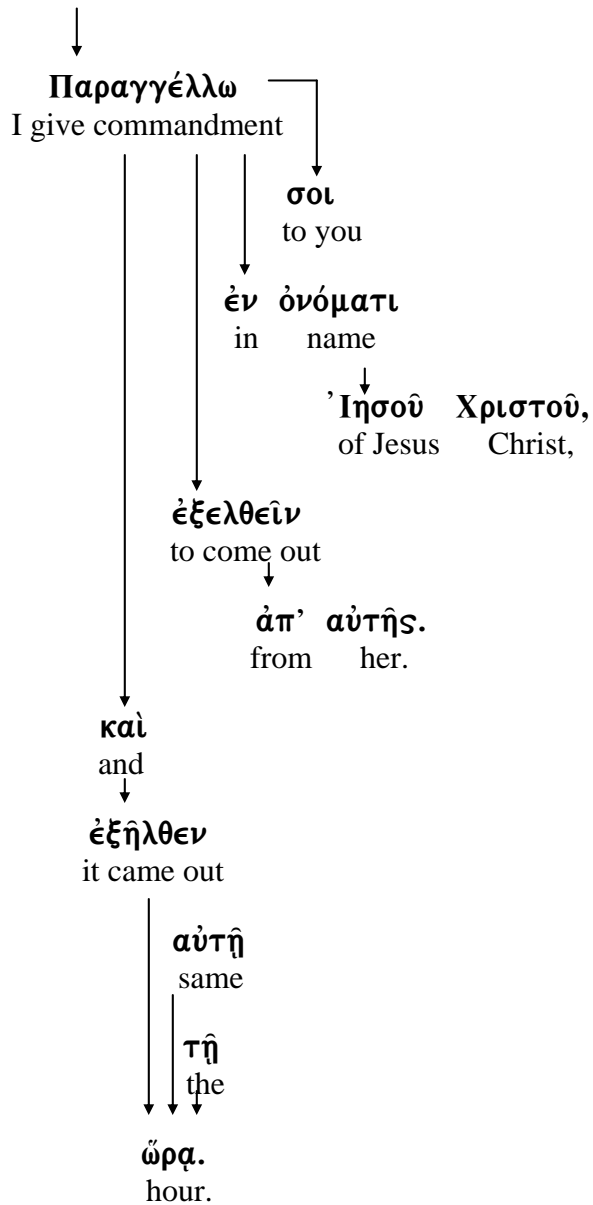 Παραγγέλλω
I give commandment
σοι
to you
ἐν ὀνόματι
in name
Ἰησοῦ Χριστοῦ,
of Jesus Christ,
ἐξελθεῖν
to come out
ἀπ’ αὐτῆς.
from her.
καὶ
and
ἐξῆλθεν
it came out
αὐτῇ
same
τῇ
the
ὥρᾳ.
hour.